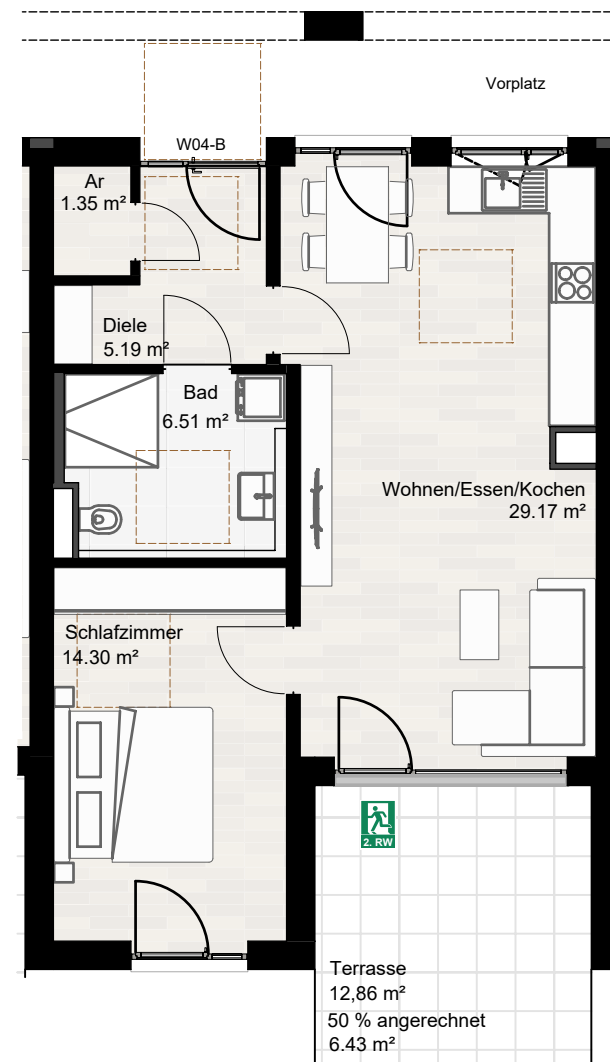 Vorplatz
W04-B
Ar
1.35 m²
Diele
5.19 m²
Bad
6.51 m²
Wohnen/Essen/Kochen
29.17 m²
Schlafzimmer
14.30 m²
2. RW
Terrasse
12,86 m²
50 % angerechnet
6.43 m²